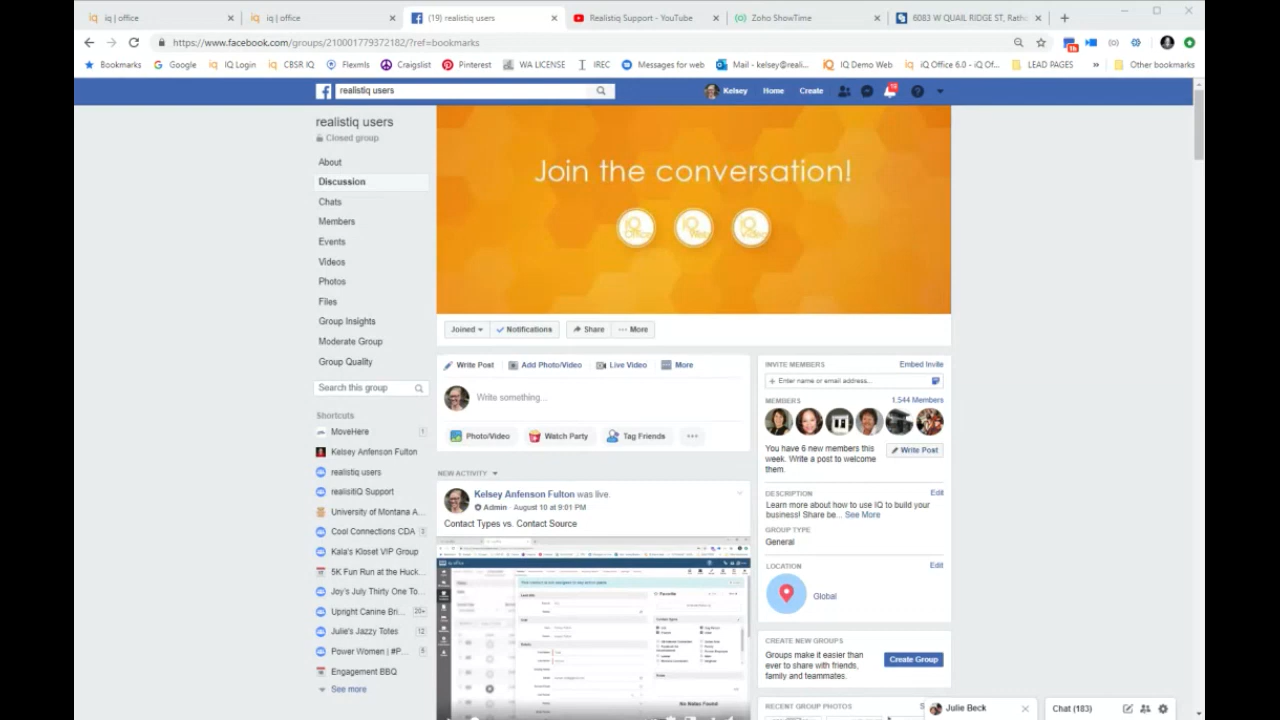 iq | office
iq | office
(19) realistiq users
Realistiq Support - YouTube
Zoho ShowTime
6083 W QUAIL RIDGE ST, Rath
https://www.facebook.com/groups/210001779372182/?ref=bookmarks
Bookmarks
Google
IQ Login
CBSR IQ
Flexmls
Craigslist
Pinterest
WA LICENSE
IREC
Messages for web
Mail - kelsey@reali...
IQ Demo Web
iQ Office 6.0 - iQ Of...
LEAD PAGES
»
Other bookmarks
realistiq users
Kelsey
Home
Create
realistiq users
Closed group
About
Discussion
Chats
Members
Events
Videos
Photos
Files
Group Insights
Moderate Group
Group Quality
Search this group
Shortcuts
MoveHere 1
Kelsey Anfenson Fulton
realistiq users
realisitiQ Support
University of Montana A...
Cool Connections CDA 3
Kala's Kloset VIP Group
5K Fun Run at the Huck...
Joy's July Thirty One To...
Upright Canine Bri... 20+
Julie's Jazzy Totes 12
Power Women | #P...
Engagement BBQ
See more
Join the conversation!
Joined
Notifications
Share
More
Write Post
Add Photo/Video
Live Video
More
Write something...
Photo/Video
Watch Party
Tag Friends
NEW ACTIVITY
Kelsey Anfenson Fulton was live.
Admin · August 10 at 9:01 PM
Contact Types vs. Contact Source
No Notes Found
INVITE MEMBERS
Embed Invite
+ Enter name or email address...
MEMBERS
1,544 Members
You have 6 new members this
week. Write a post to welcome
them.
Write Post
DESCRIPTION
Edit
Learn more about how to use IQ to build your
business! Share be... See More
GROUP TYPE
General
LOCATION
Edit
Global
CREATE NEW GROUPS
Groups make it easier than
ever to share with friends,
family and teammates.
Create Group
RECENT GROUP PHOTOS
Julie Beck
Chat (183)